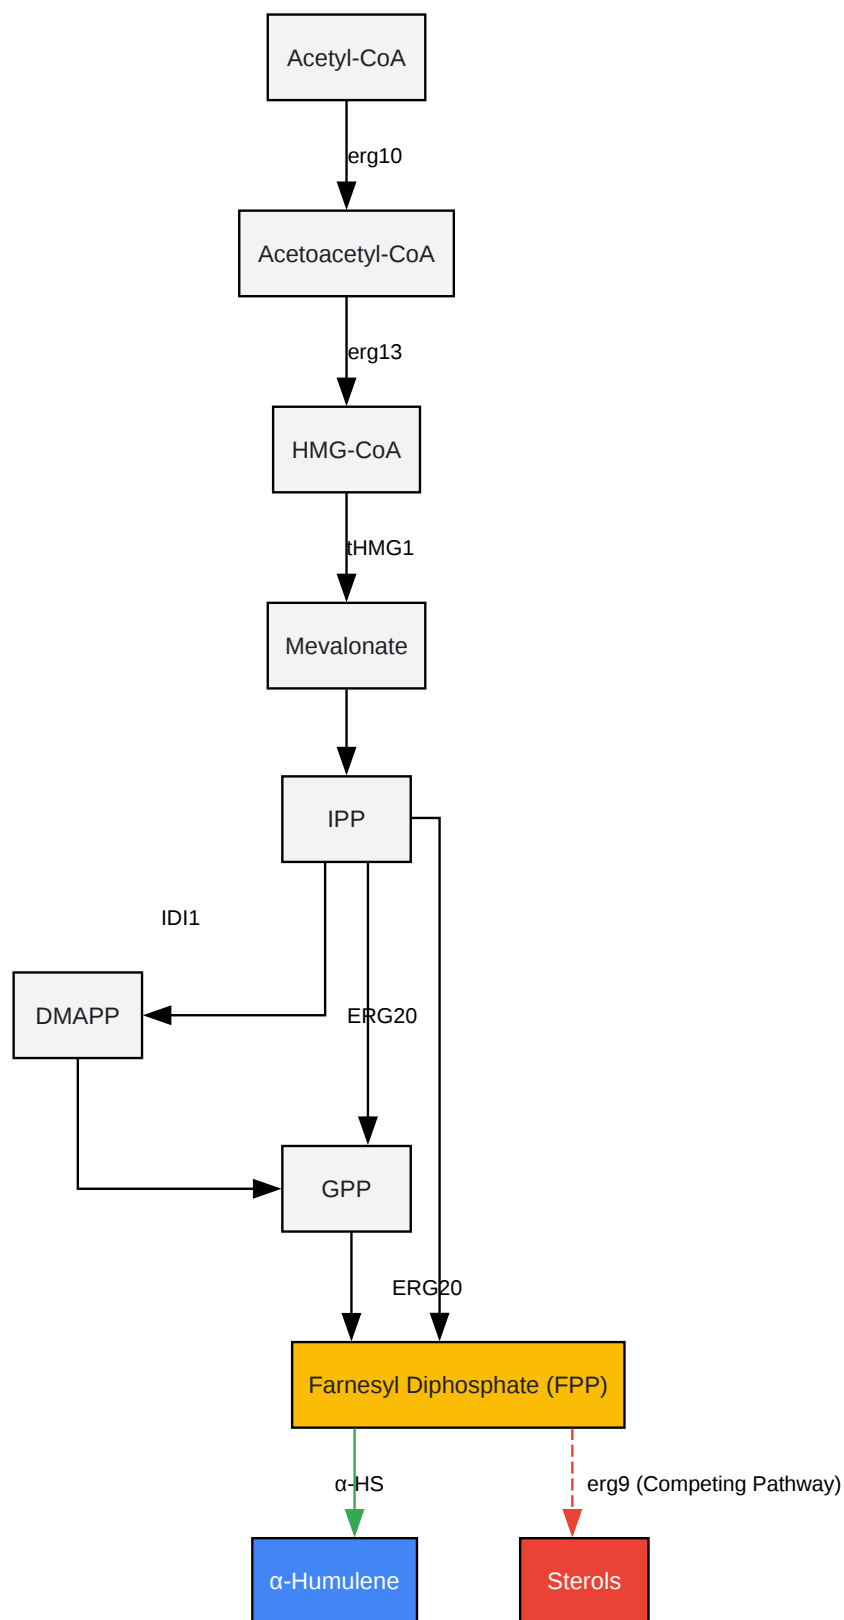 Acetyl-CoA
erg10
Acetoacetyl-CoA
erg13
HMG-CoA
tHMG1
Mevalonate
IPP
IDI1
DMAPP
ERG20
GPP
ERG20
Farnesyl Diphosphate (FPP)
α-HS
erg9 (Competing Pathway)
α-Humulene
Sterols